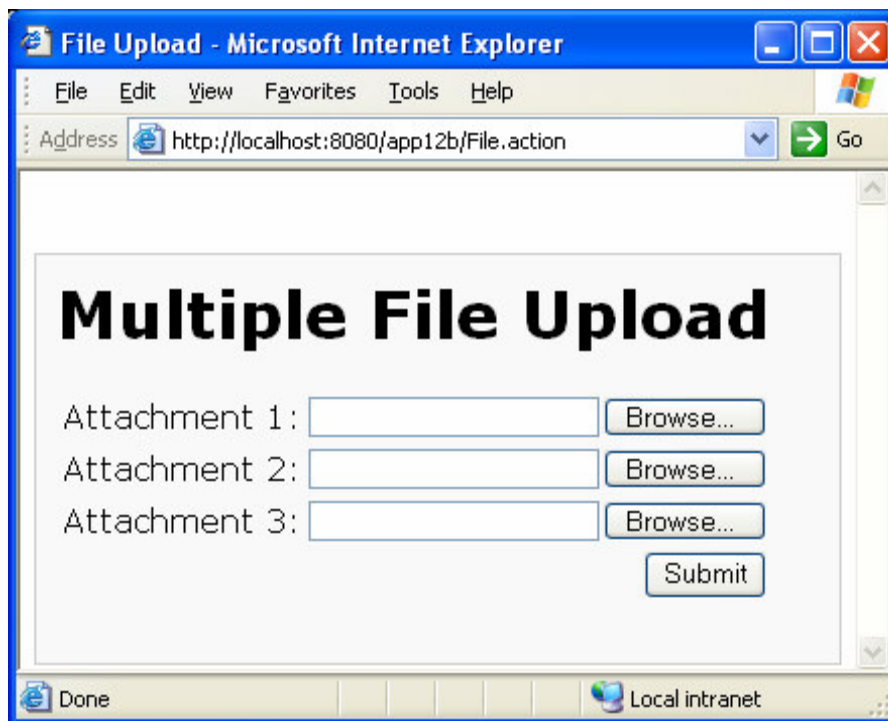 File Upload - Microsoft Internet Explorer
File Edit View Favorites Tools Help
Address http://localhost:8080/app12b/File.action Go
Multiple File Upload
Attachment 1: Browse...
Attachment 2: Browse...
Attachment 3: Browse...
Submit
Done Local intranet